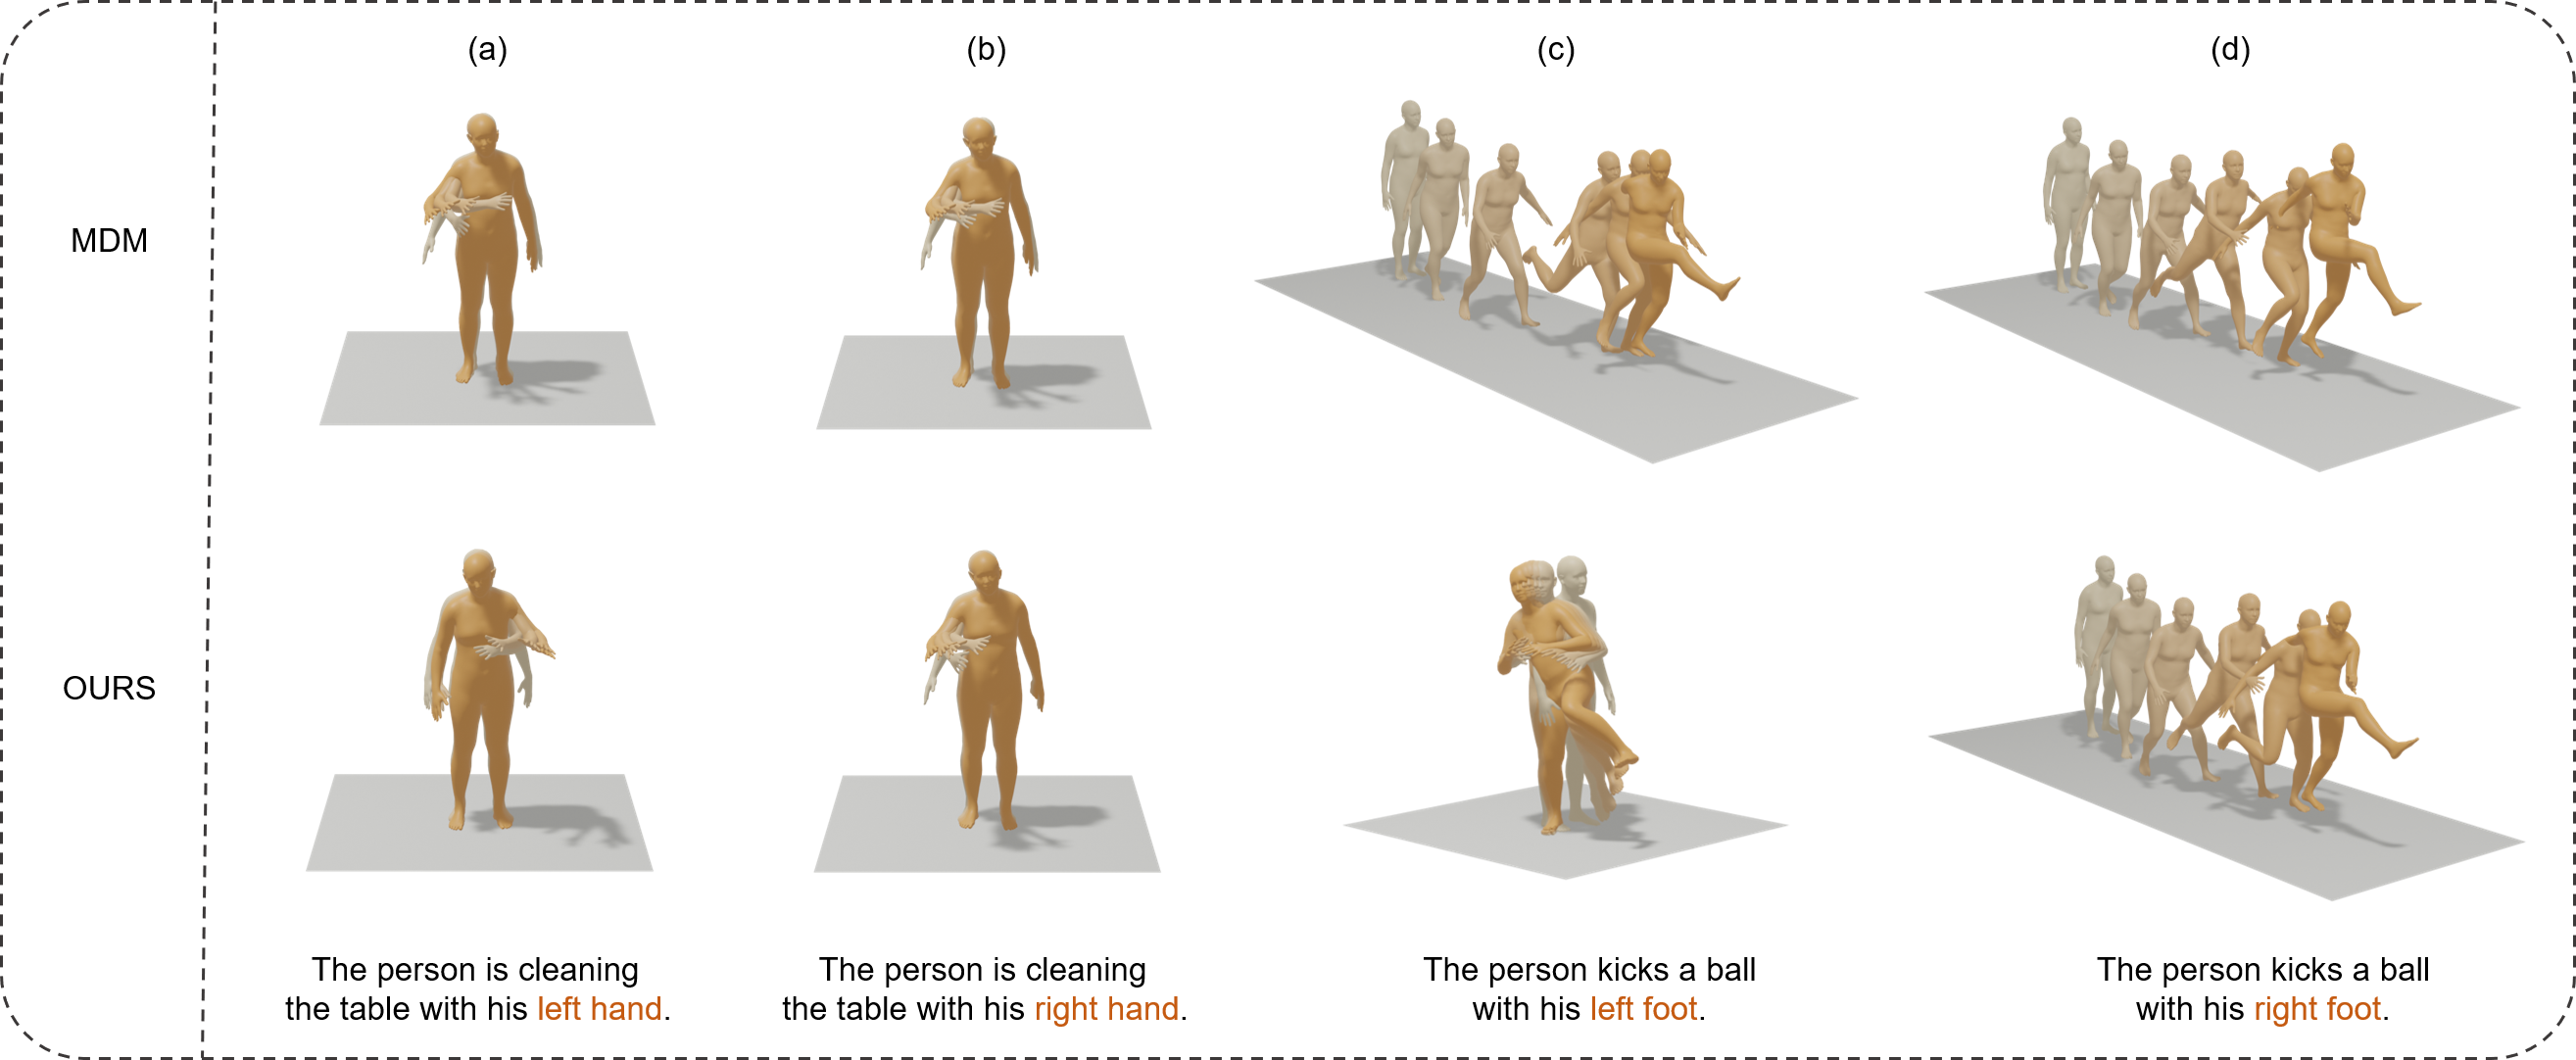 (a)
(b)
(c)
(d)
MDM
OURS
The person is cleaning
the table with his left hand.
The person is cleaning
the table with his right hand.
The person kicks a ball
with his left foot.
The person kicks a ball
with his right foot.